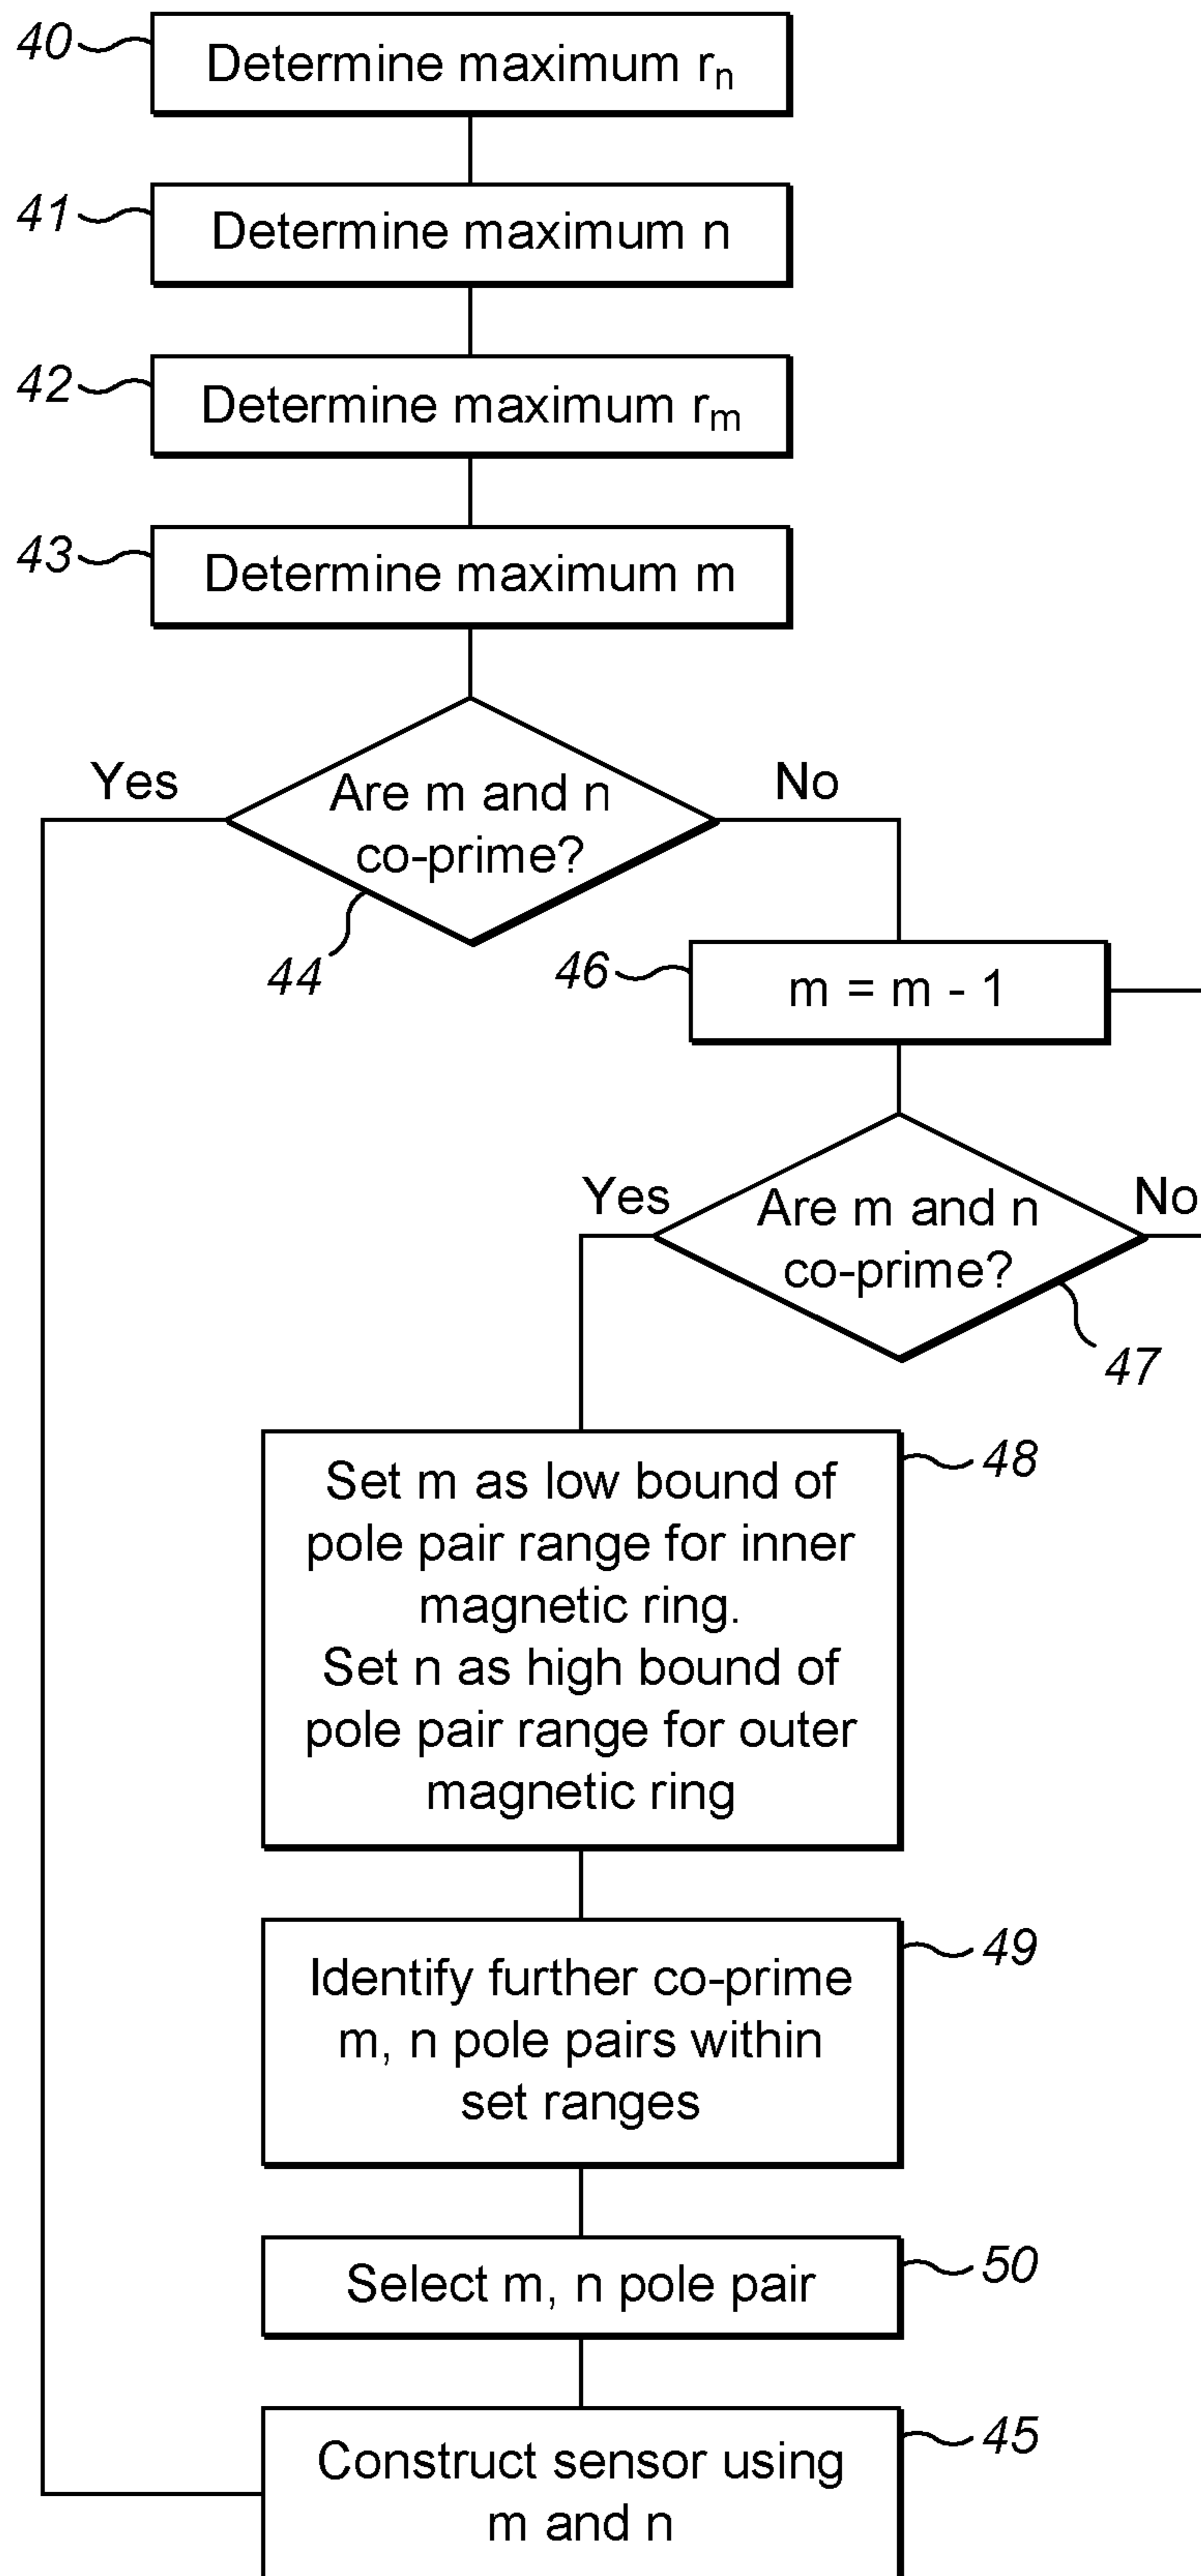 40
Determine maximum rn
41
Determine maximum n
42
Determine maximum rm
43
Determine maximum m
Yes
No
Are m and n
co-prime?
44
46
m = m - 1
Yes
No
Are m and n
co-prime?
47
48
Set m as low bound of
pole pair range for inner
magnetic ring.
Set n as high bound of
pole pair range for outer
magnetic ring
49
Identify further co-prime
m, n pole pairs within
set ranges
50
Select m, n pole pair
45
Construct sensor using
m and n